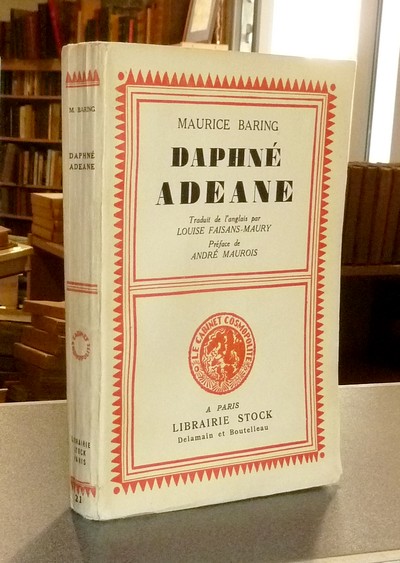 M. BARING
DAPHNÉ
ADEANE
LIBRAIRIE
STOCK
PARIS
MAURICE BARING
DAPHNÉ
ADEANE
Traduit de l'anglais par
LOUISE FAISANS-MAURY
Préface de
ANDRÉ MAUROIS
LE CABINET COSMOPOLITE
A PARIS
LIBRAIRIE STOCK
Delamain et Boutelleau